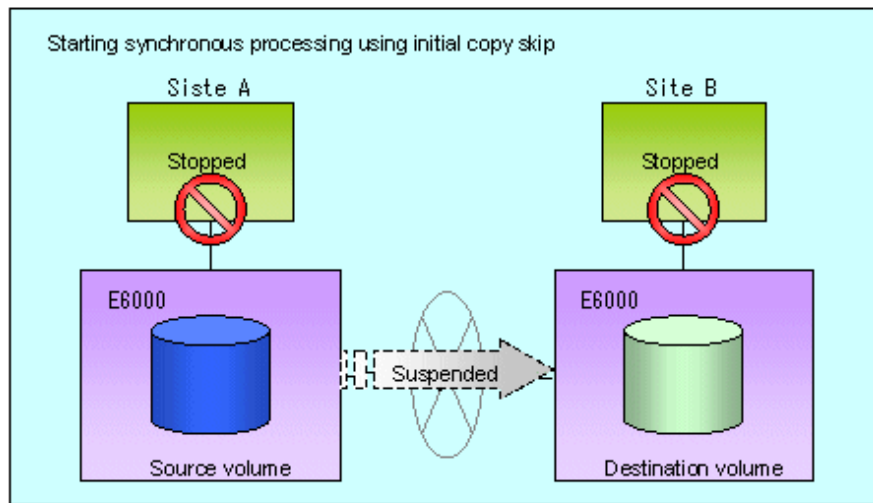 Starting synchronous processing using initial copy skip
Siste A
Site B
Stopped
Stopped
E6000
E6000
Suspended
Source volume
Destination volume